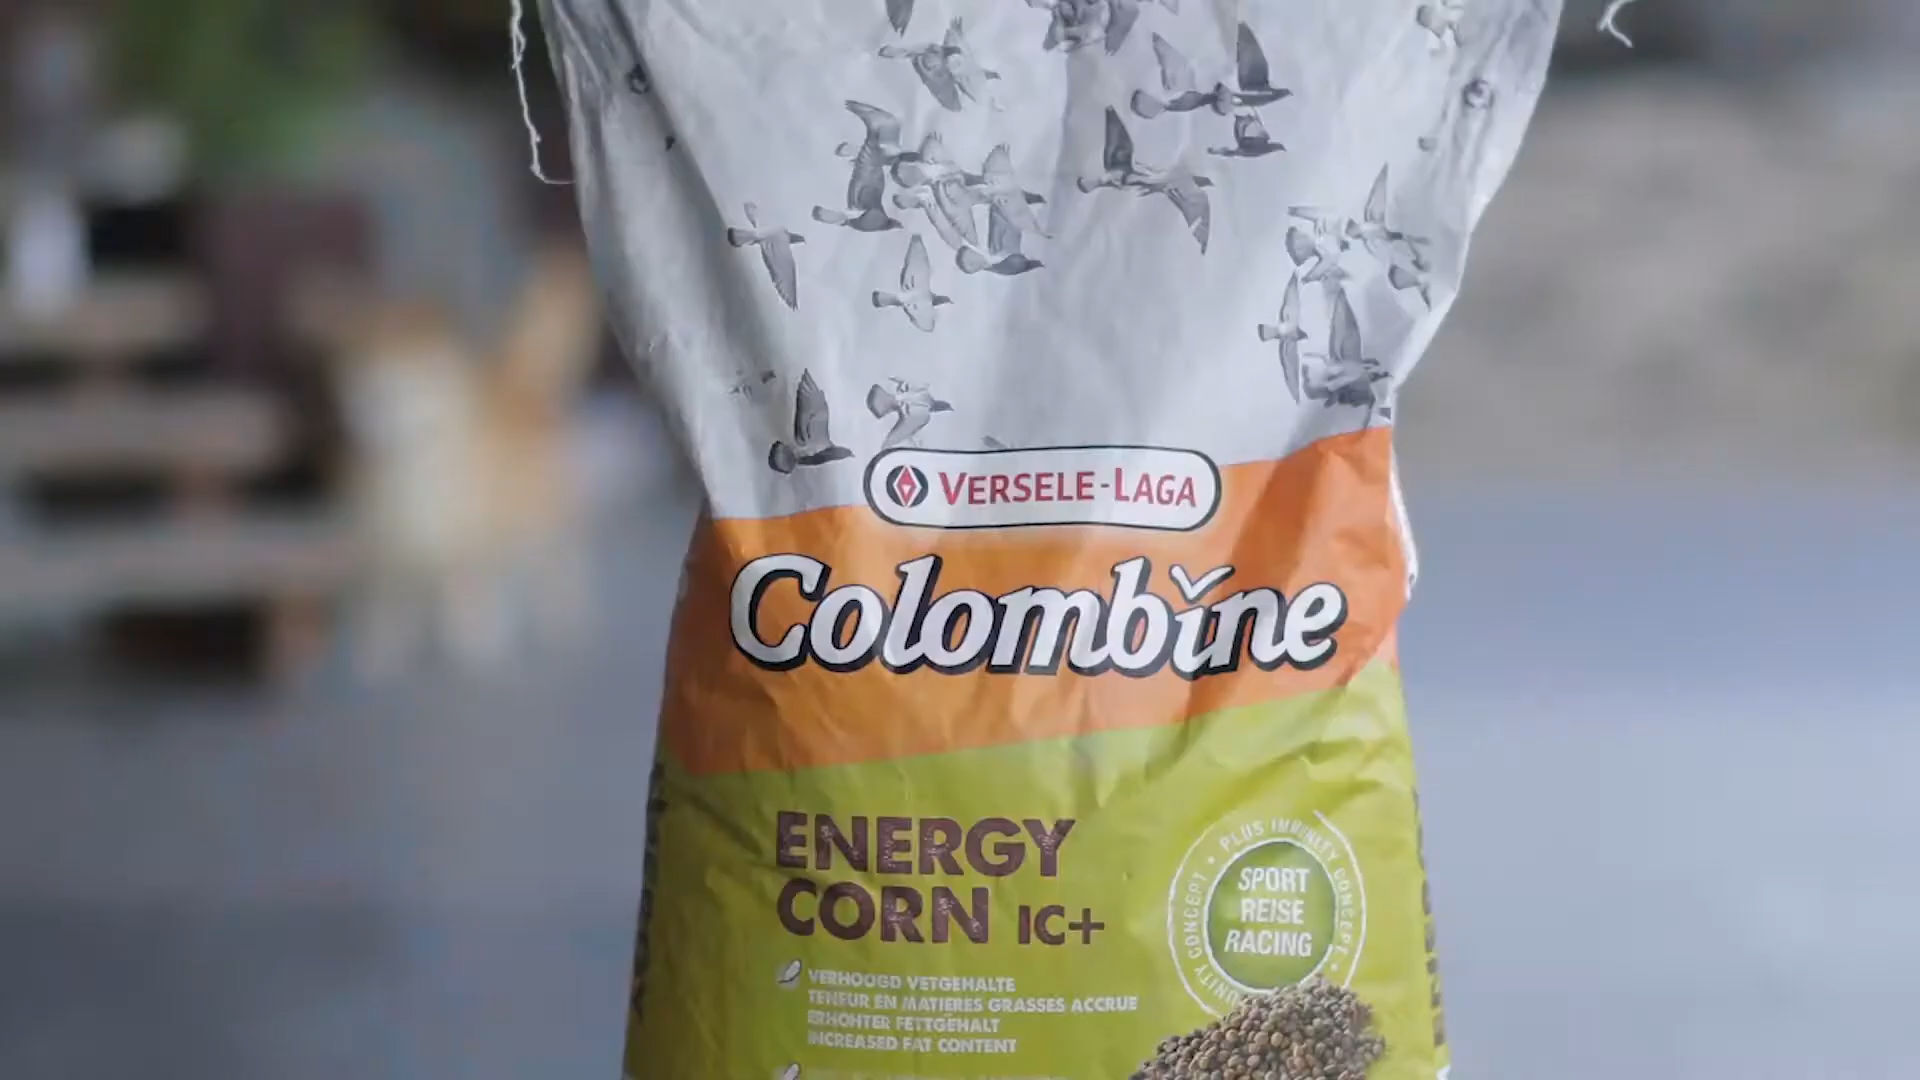 VERSELE-LAGA
Colombine
ENERGY
CORN IC+
PLUS IMMUNITY CONCEPT •
SPORT
REISE
RACING
VERHOOGD VETGEHALTE
TENEUR EN MATIÈRES GRASSES ACCRUE
ERHÖHTER FETTGEHALT
INCREASED FAT CONTENT